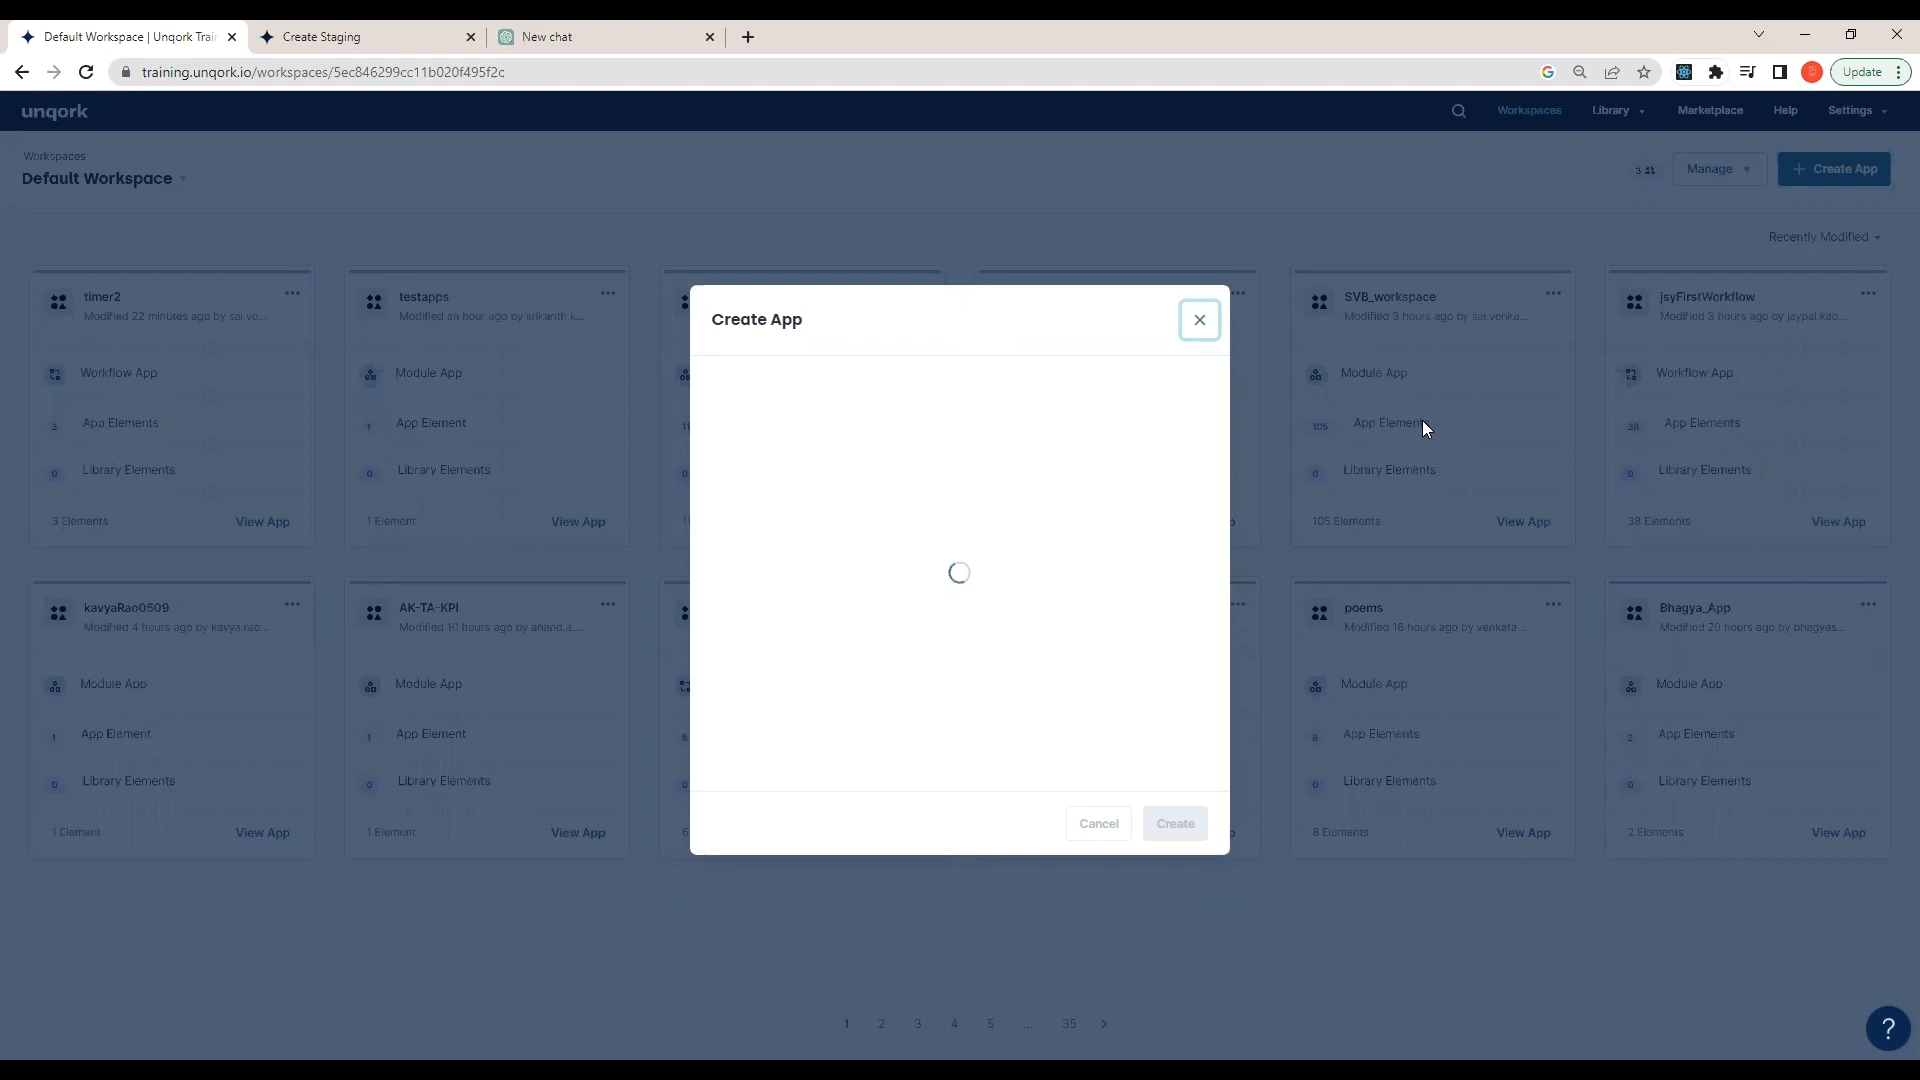 Default Workspace | Unqork Trair
Create Staging
New chat
training.unqork.io/workspaces/5ec846299cc11b020f495f2c
Update
unqork
Workspaces
Library
Marketplace
Help
Settings
Workspaces
Default Workspace
3
Manage
Create App
Recently Modified
timer2
Modified 22 minutes ago by sai.vo...
Workflow App
3 App Elements
0 Library Elements
3 Elements
View App
testapps
Modified an hour ago by srikanth.k...
Module App
1 App Element
0 Library Elements
1 Element
View App
SVB_workspace
Modified 3 hours ago by sai.venka...
Module App
105 App Elements
0 Library Elements
105 Elements
View App
jsyFirstWorkflow
Modified 3 hours ago by jaypal.kao...
Workflow App
38 App Elements
0 Library Elements
38 Elements
View App
Create App
Cancel
Create
kavyaRao0509
Modified 4 hours ago by kavya.rao...
Module App
1 App Element
0 Library Elements
1 Element
View App
AK-TA-KPI
Modified 10 hours ago by anand.a....
Module App
1 App Element
0 Library Elements
1 Element
View App
poems
Modified 16 hours ago by venkata...
Module App
8 App Elements
0 Library Elements
8 Elements
View App
Bhagya_App
Modified 20 hours ago by bhagyas...
Module App
2 App Elements
0 Library Elements
2 Elements
View App
1 2 3 4 5 ... 35
?